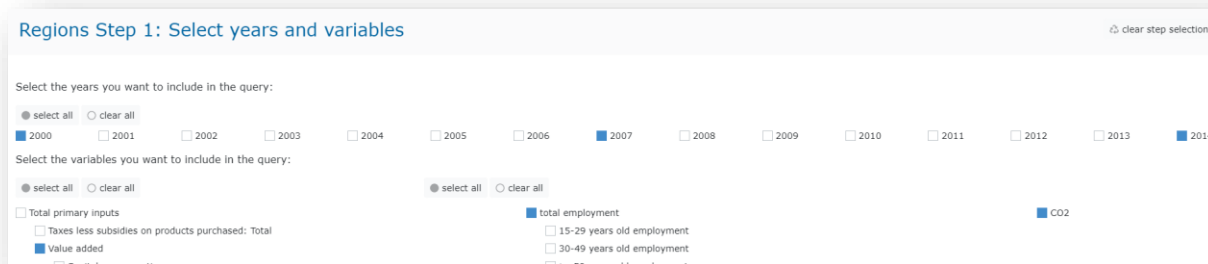 Regions Step 1: Select years and variables
clear step selection
Select the years you want to include in the query:
select all clear all
2000 2001 2002 2003 2004 2005 2006 2007 2008 2009 2010 2011 2012 2013
Select the variables you want to include in the query:
select all clear all select all clear all
Total primary inputs total employment CO2
Taxes less subsidies on products purchased: Total 15-29 years old employment
Value added 30-49 years old employment